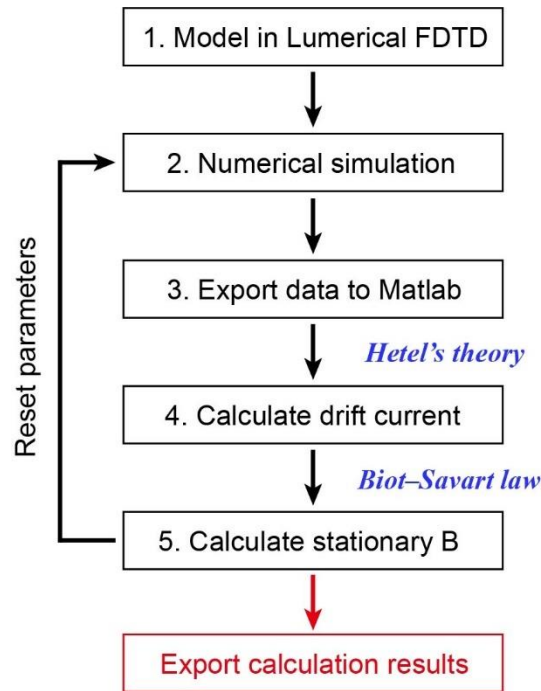 1. Model in Lumerical FDTD
2. Numerical simulation
3. Export data to Matlab
Hetel's theory
4. Calculate drift current
Biot–Savart law
5. Calculate stationary B
Export calculation results
Reset parameters